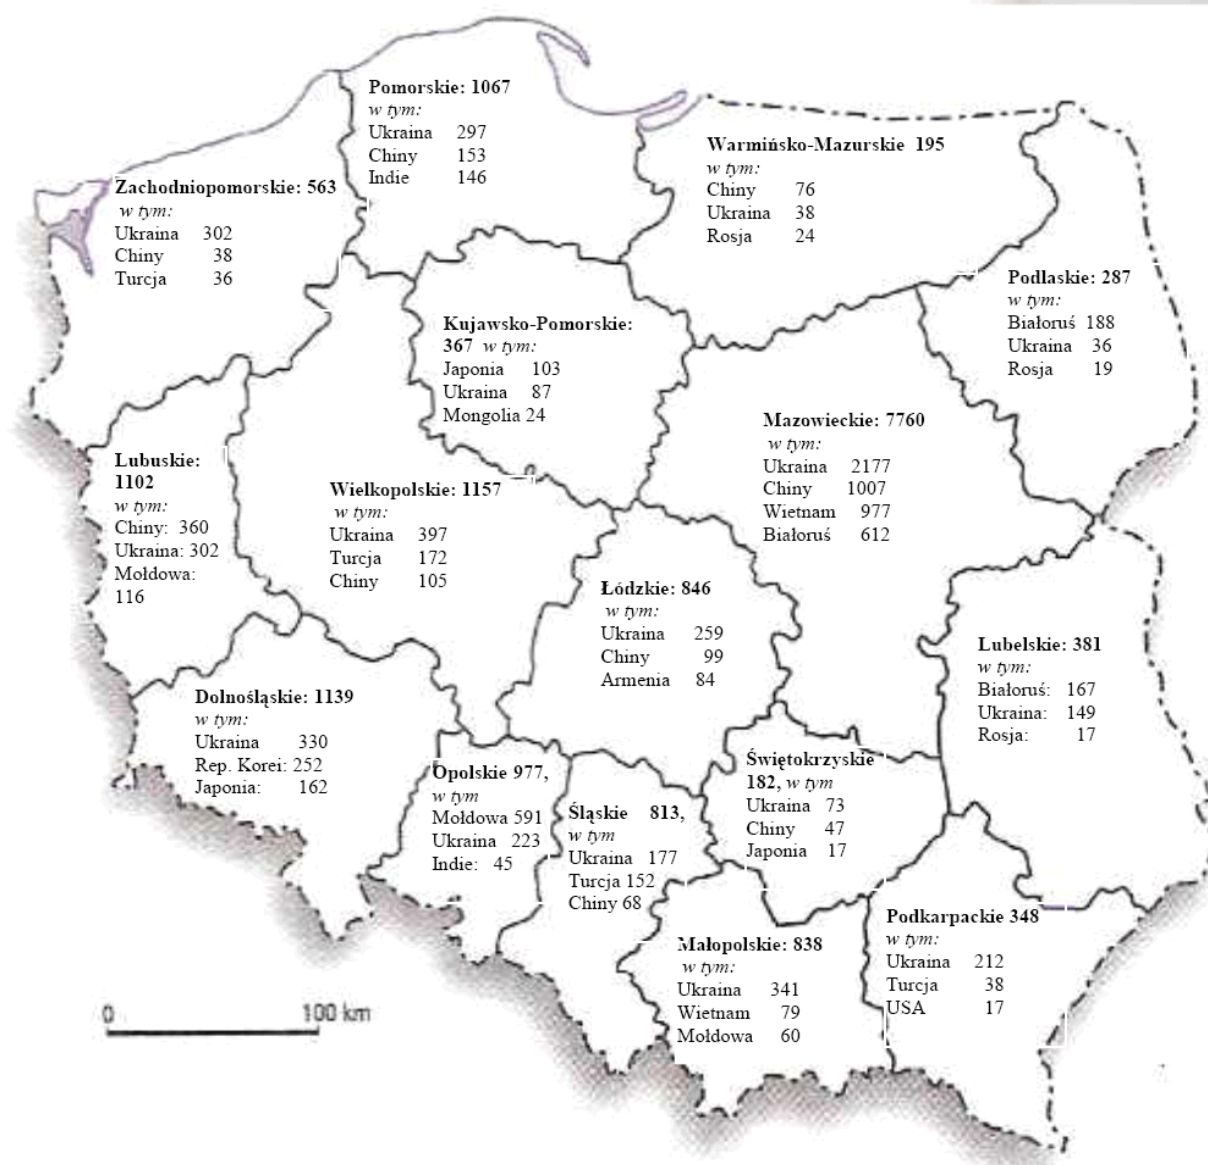 Pomorskie: 1067
w tym:
Ukraina 297
Chiny 153
Indie 146
Warmińsko-Mazurskie 195
w tym:
Chiny 76
Ukraina 38
Rosja 24
Zachodniopomorskie: 563
w tym:
Ukraina 302
Chiny 38
Turcja 36
Podlaskie: 287
w tym:
Białoruś 188
Ukraina 36
Rosja 19
Kujawsko-Pomorskie:
367 w tym:
Japonia 103
Ukraina 87
Mongolia 24
Mazowieckie: 7760
w tym:
Ukraina 2177
Chiny 1007
Wietnam 977
Białoruś 612
Lubuskie:
1102
w tym:
Chiny: 360
Ukraina: 302
Mołdowa:
116
Wielkopolskie: 1157
w tym:
Ukraina 397
Turcja 172
Chiny 105
Łódzkie: 846
w tym:
Ukraina 259
Chiny 99
Armenia 84
Lubelskie: 381
w tym:
Białoruś: 167
Ukraina: 149
Rosja: 17
Dolnośląskie: 1139
w tym:
Ukraina 330
Rep. Korei: 252
Japonia: 162
Opolskie 977,
w tym
Mołdowa 591
Ukraina 223
Indie: 45
Śląskie 813,
w tym
Ukraina 177
Turcja 152
Chiny 68
Świętokrzyskie
182, w tym
Ukraina 73
Chiny 47
Japonia 17
Małopolskie: 838
w tym:
Ukraina 341
Wietnam 79
Mołdowa 60
Podkarpackie 348
w tym:
Ukraina 212
Turcja 38
USA 17
0 100 km